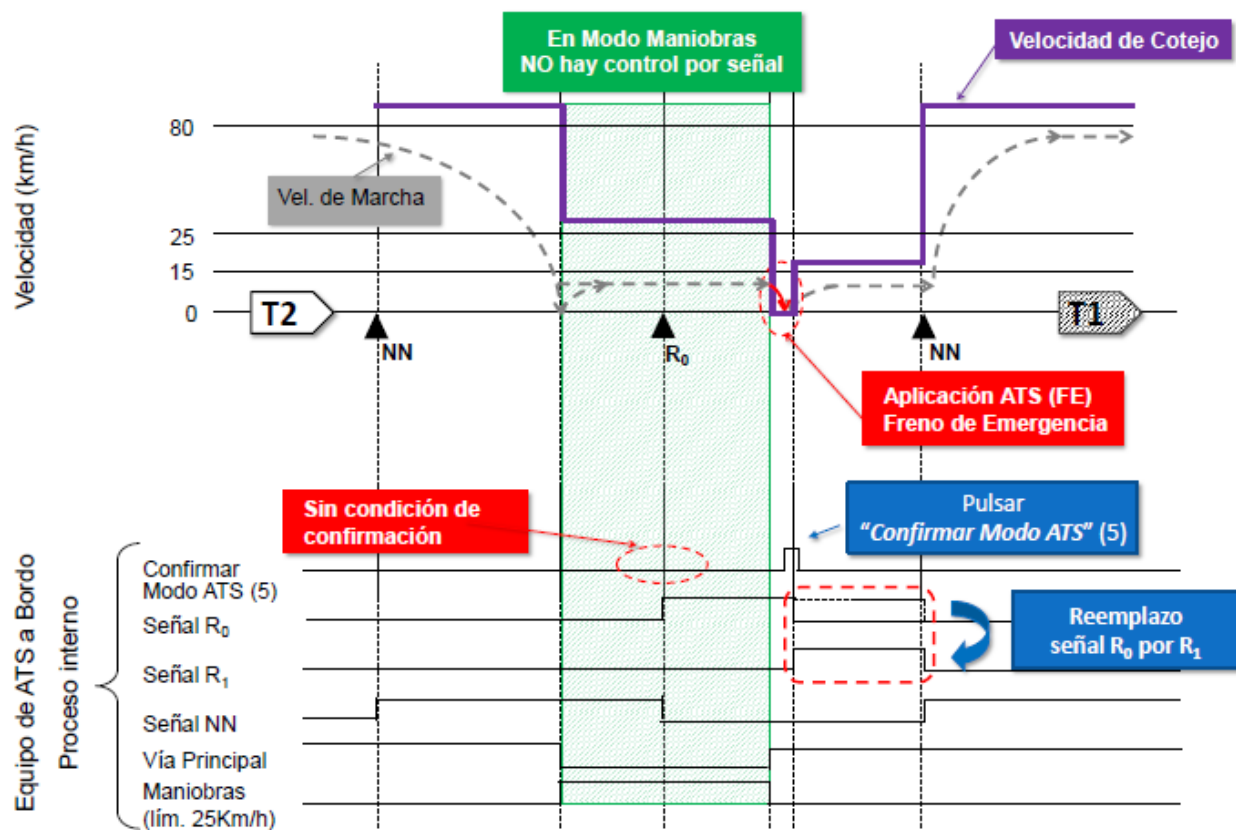 En Modo Maniobras
NO hay control por señal
Velocidad de Cotejo
Velocidad (km/h)
80
Vel. de Marcha
25
15
0
T2
T1
NN
R₀
NN
Aplicación ATS (FE)
Freno de Emergencia
Sin condición de
confirmación
Pulsar
“Confirmar Modo ATS” (5)
Equipo de ATS a Bordo
Proceso interno
Confirmar
Modo ATS (5)
Señal R₀
Reemplazo
señal R₀ por R₁
Señal R₁
Señal NN
Vía Principal
Maniobras
(lím. 25Km/h)